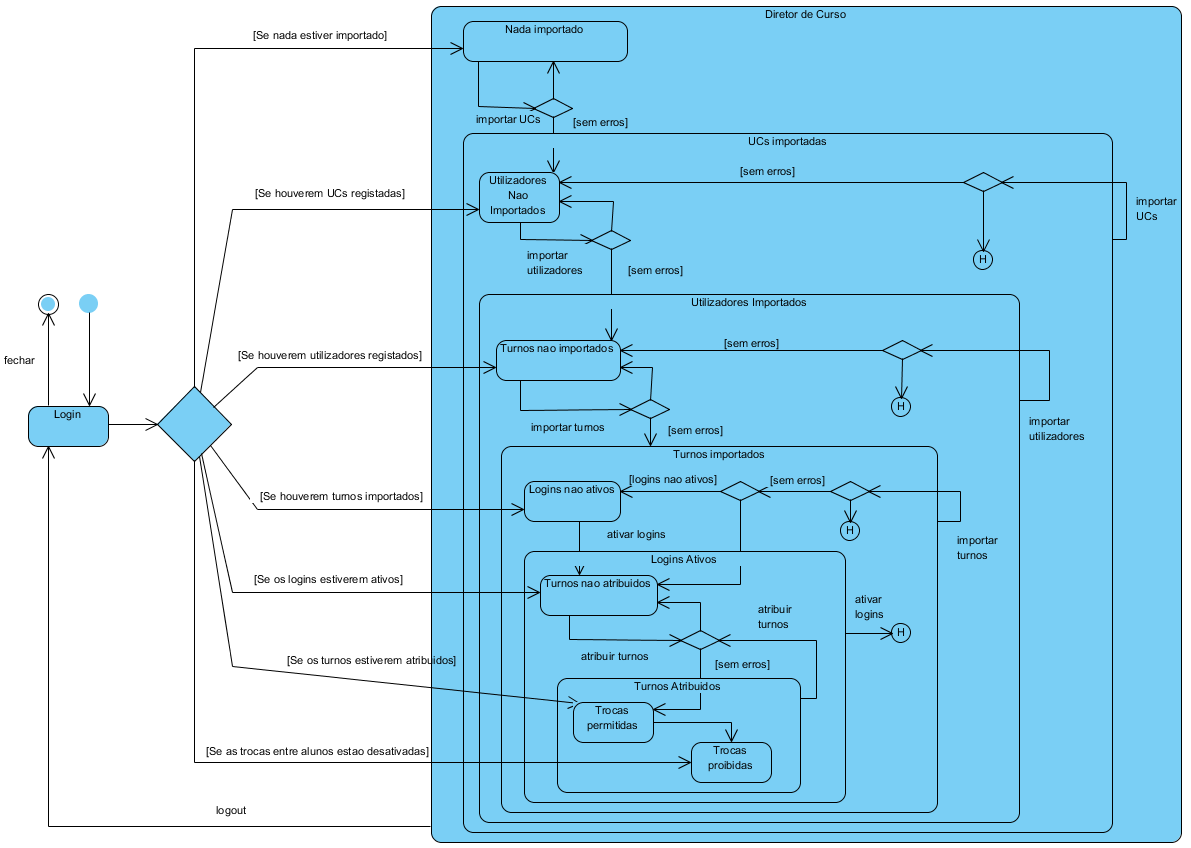 Diretor de Curso
Nada importado
[Se nada estiver importado]
importar UCs
[sem erros]
UCs importadas
[sem erros]
Utilizadores
Nao
Importados
[Se houverem UCs registadas]
importar
UCs
importar
utilizadores
[sem erros]
H
Utilizadores Importados
fechar
Turnos nao importados
[sem erros]
[Se houverem utilizadores registados]
H
Login
importar turnos
[sem erros]
importar
utilizadores
Turnos importados
[logins nao ativos]
[sem erros]
Logins nao ativos
[Se houverem turnos importados]
H
ativar logins
importar
turnos
Logins Ativos
Turnos nao atribuidos
[Se os logins estiverem ativos]
ativar
logins
atribuir
turnos
H
atribuir turnos
[sem erros]
[Se os turnos estiverem atribuidos]
Turnos Atribuidos
Trocas
permitidas
[Se as trocas entre alunos estao desativadas]
Trocas
proibidas
logout